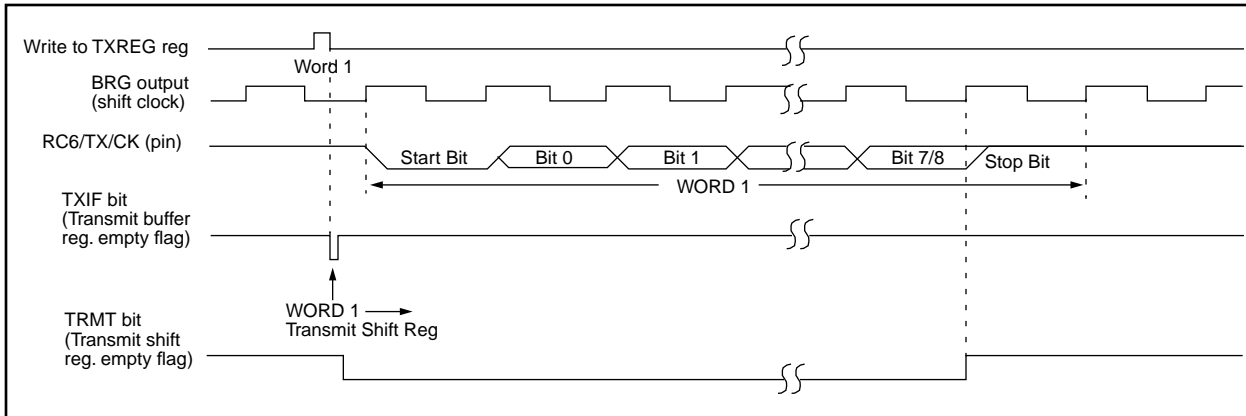 Write to TXREG reg
Word 1
BRG output
(shift clock)
RC6/TX/CK (pin)
Start Bit
Bit 0
Bit 1
Bit 7/8
Stop Bit
WORD 1
TXIF bit
(Transmit buffer
reg. empty flag)
WORD 1
Transmit Shift Reg
TRMT bit
(Transmit shift
reg. empty flag)